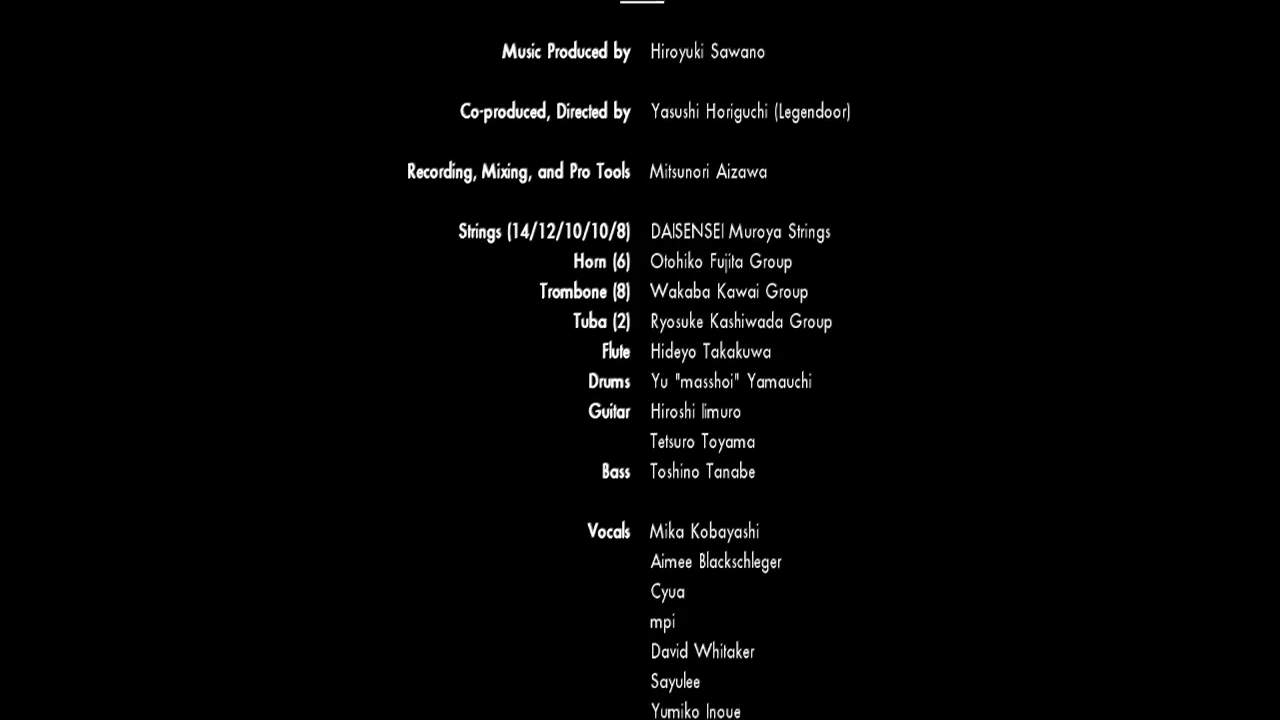 Music Produced by Hiroyuki Sawano
Co-produced, Directed by Yasushi Horiguchi (Legendoor)
Recording, Mixing, and Pro Tools Mitsunori Aizawa
Strings (14/12/10/10/8) DAISENSEI Muroya Strings
Horn (6) Otohiko Fujita Group
Trombone (8) Wakaba Kawai Group
Tuba (2) Ryosuke Kashiwada Group
Flute Hideyo Takakuwa
Drums Yu "masshoi" Yamauchi
Guitar Hiroshi Iimuro
Tetsuro Toyama
Bass Toshino Tanabe
Vocals Mika Kobayashi
Aimee Blackschleger
Cyua
mpi
David Whitaker
Sayulee
Yumiko Inoue